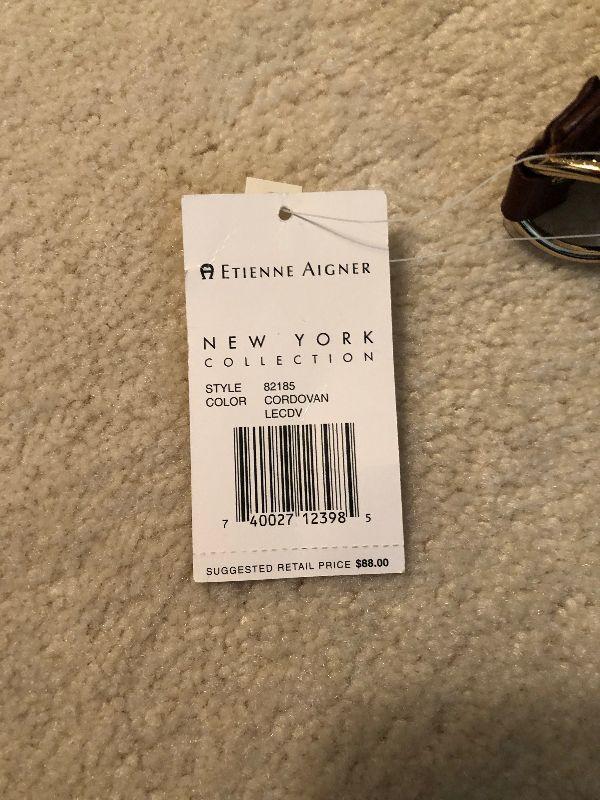 ETIENNE AIGNER
NEW YORK
COLLECTION
STYLE 82185
COLOR CORDOVAN
LECDV
7 40027 12398 5
SUGGESTED RETAIL PRICE $88.00